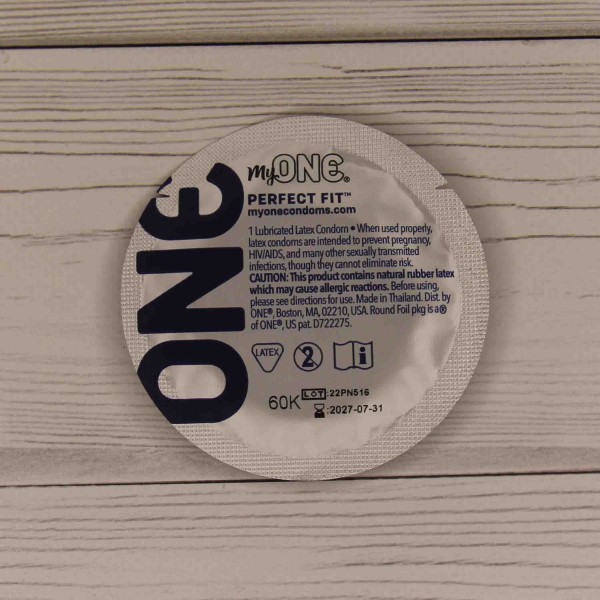 ONE
MyONE®
PERFECT FIT™
myonecondoms.com
1 Lubricated Latex Condom • When used properly,
latex condoms are intended to prevent pregnancy,
HIV/AIDS, and many other sexually transmitted
infections, though they cannot eliminate risk.
CAUTION: This product contains natural rubber latex
which may cause allergic reactions. Before using,
please see directions for use. Made in Thailand. Dist. by
ONE®, Boston, MA, 02210, USA. Round Foil pkg is a®
of ONE®, US pat. D722275.
LATEX 2 i
60K LOT :22PN516
:2027-07-31